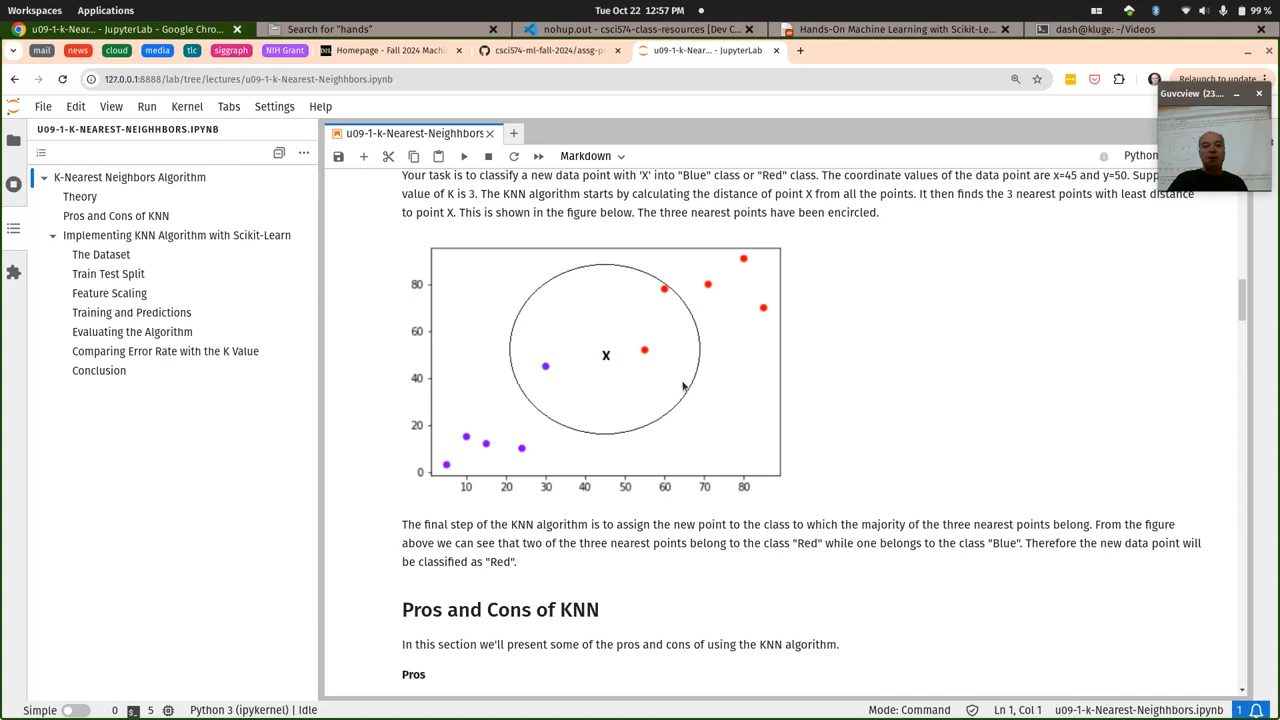 Workspaces Applications Tue Oct 22 12:57 PM 99 %
u09-1-k-Near... - JupyterLab - Google Chro... Search for "hands" nohup.out - csci574-class-resources [Dev C... Hands-On Machine Learning with Scikit-Le... dash@kluge: ~/Videos
mail news cloud media tlc siggraph NIH Grant Homepage - Fall 2024 Machi csci574-ml-fall-2024/assg-p u09-1-k-Near... - JupyterLab
127.0.0.1:8888/lab/tree/lectures/u09-1-k-Nearest-Neighhbors.ipynb Relaunch to update
Guvcview (23....
File Edit View Run Kernel Tabs Settings Help
U09-1-K-NEAREST-NEIGHHBORS.IPYNB
K-Nearest Neighbors Algorithm
Theory
Pros and Cons of KNN
Implementing KNN Algorithm with Scikit-Learn
The Dataset
Train Test Split
Feature Scaling
Training and Predictions
Evaluating the Algorithm
Comparing Error Rate with the K Value
Conclusion
u09-1-k-Nearest-Neighhbors
Markdown Python
Your task is to classify a new data point with 'X' into "Blue" class or "Red" class. The coordinate values of the data point are x=45 and y=50. Supp
value of K is 3. The KNN algorithm starts by calculating the distance of point X from all the points. It then finds the 3 nearest points with least distance
to point X. This is shown in the figure below. The three nearest points have been encircled.
80
60
X
40
20
0
10 20 30 40 50 60 70 80
The final step of the KNN algorithm is to assign the new point to the class to which the majority of the three nearest points belong. From the figure
above we can see that two of the three nearest points belong to the class "Red" while one belongs to the class "Blue". Therefore the new data point will
be classified as "Red".
Pros and Cons of KNN
In this section we'll present some of the pros and cons of using the KNN algorithm.
Pros
Simple 0 5 Python 3 (ipykernel) | Idle Mode: Command Ln 1, Col 1 u09-1-k-Nearest-Neighhbors.ipynb 1